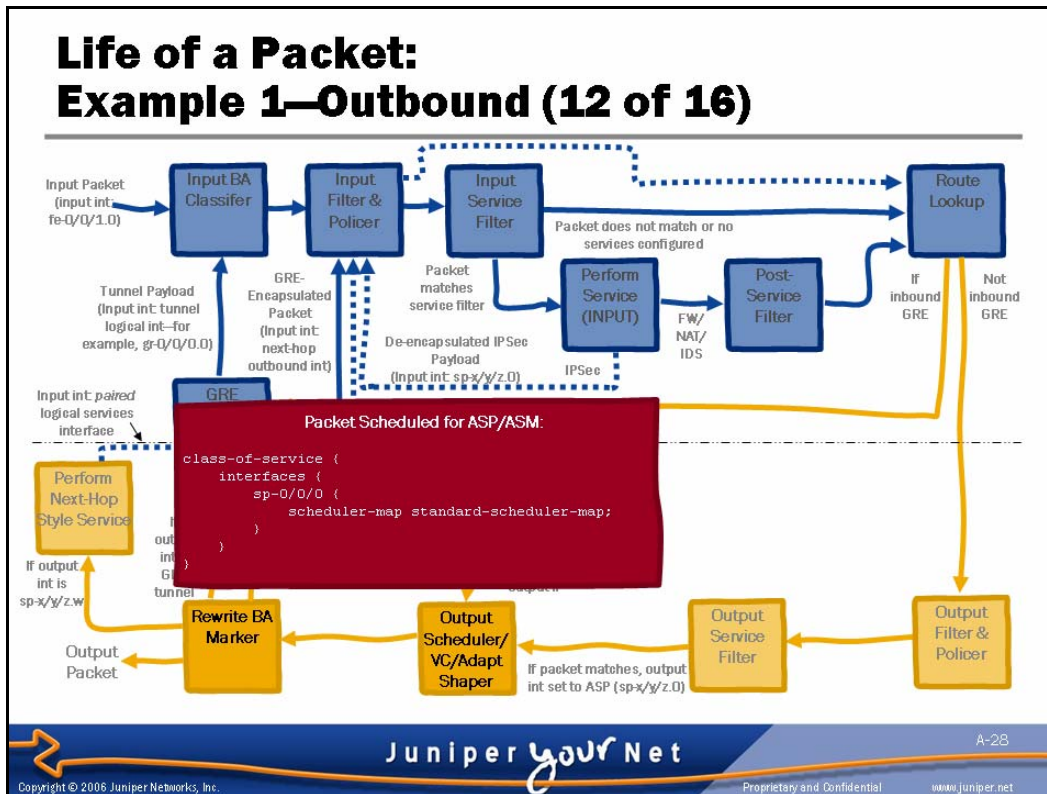 Life of a Packet:
Example 1—Outbound (12 of 16)
Input Packet
(input int:
fe-0/0/1.0)
Input BA
Classifer
Input
Filter &
Policer
Input
Service
Filter
Route
Lookup
Packet does not match or no
services configured
Tunnel Payload
(Input int: tunnel
logical int—for
example, gr-0/0/0.0)
GRE-
Encapsulated
Packet
(Input int:
next-hop
outbound int)
Packet
matches
service filter
Perform
Service
(INPUT)
FW/
NAT/
IDS
Post-
Service
Filter
If
inbound
GRE
Not
inbound
GRE
De-encapsulated IPSec
Payload
(Input int: sp-x/y/z.0)
IPSec
Input int: paired
logical services
interface
GRE
Packet Scheduled for ASP/ASM:
class-of-service {
interfaces {
sp-0/0/0 {
scheduler-map standard-scheduler-map;
}
}
}
Perform
Next-Hop
Style Service
If output
int is
sp-x/y/z.w
tunnel
Rewrite BA
Marker
Output
Packet
Output
Scheduler/
VC/Adapt
Shaper
If packet matches, output
int set to ASP (sp-x/y/z.0)
Output
Service
Filter
Output
Filter &
Policer
Juniper your Net
A-28
Copyright © 2006 Juniper Networks, Inc.
Proprietary and Confidential
www.juniper.net